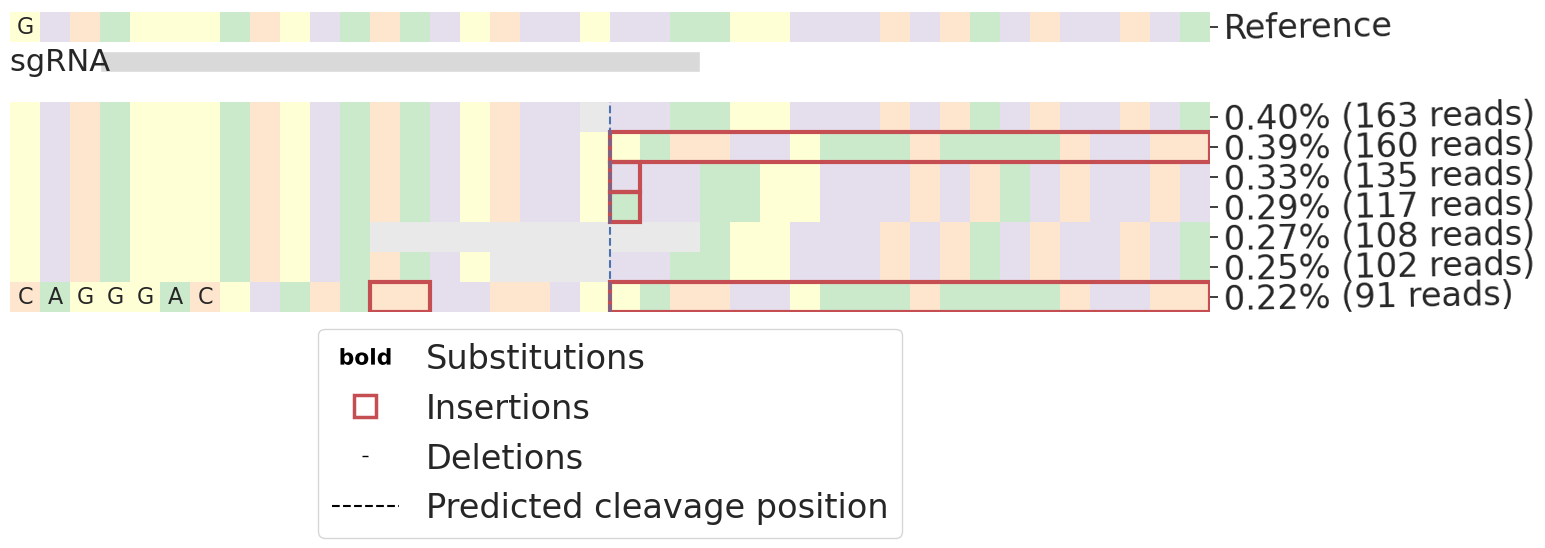 G Reference
sgRNA
0.40% (163 reads)
0.39% (160 reads)
0.33% (135 reads)
0.29% (117 reads)
0.27% (108 reads)
0.25% (102 reads)
C A G G G A C 0.22% (91 reads)
bold Substitutions
Insertions
- Deletions
Predicted cleavage position